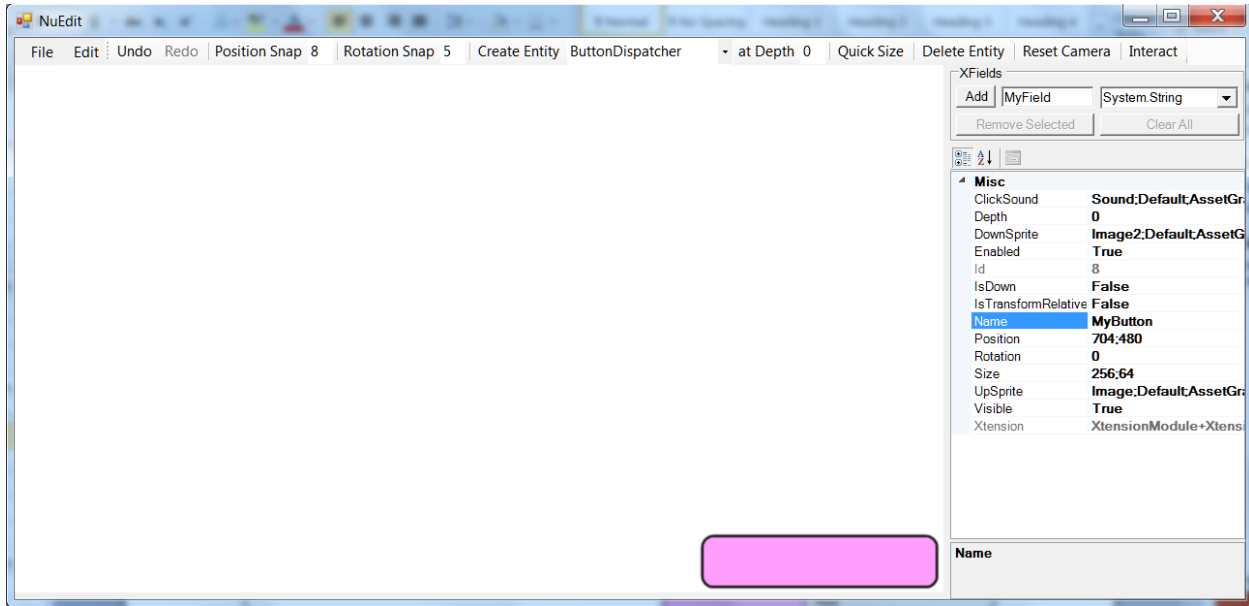 NuEdit
File Edit Undo Redo Position Snap 8 Rotation Snap 5 Create Entity ButtonDispatcher at Depth 0 Quick Size Delete Entity Reset Camera Interact
XFields
Add MyField System.String
Remove Selected Clear All
Misc
ClickSound Sound;Default;AssetGr
Depth 0
DownSprite Image2;Default;AssetG
Enabled True
Id 8
IsDown False
IsTransformRelative False
Name MyButton
Position 704;480
Rotation 0
Size 256;64
UpSprite Image;Default;AssetGr
Visible True
Xtension XtensionModule+Xtens
Name